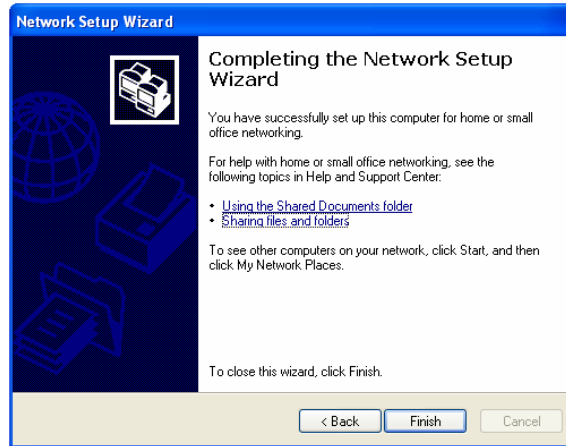 Network Setup Wizard
Completing the Network Setup
Wizard
You have successfully set up this computer for home or small
office networking.
For help with home or small office networking, see the
following topics in Help and Support Center:
• Using the Shared Documents folder
• Sharing files and folders
To see other computers on your network, click Start, and then
click My Network Places.
To close this wizard, click Finish.
< Back Finish Cancel